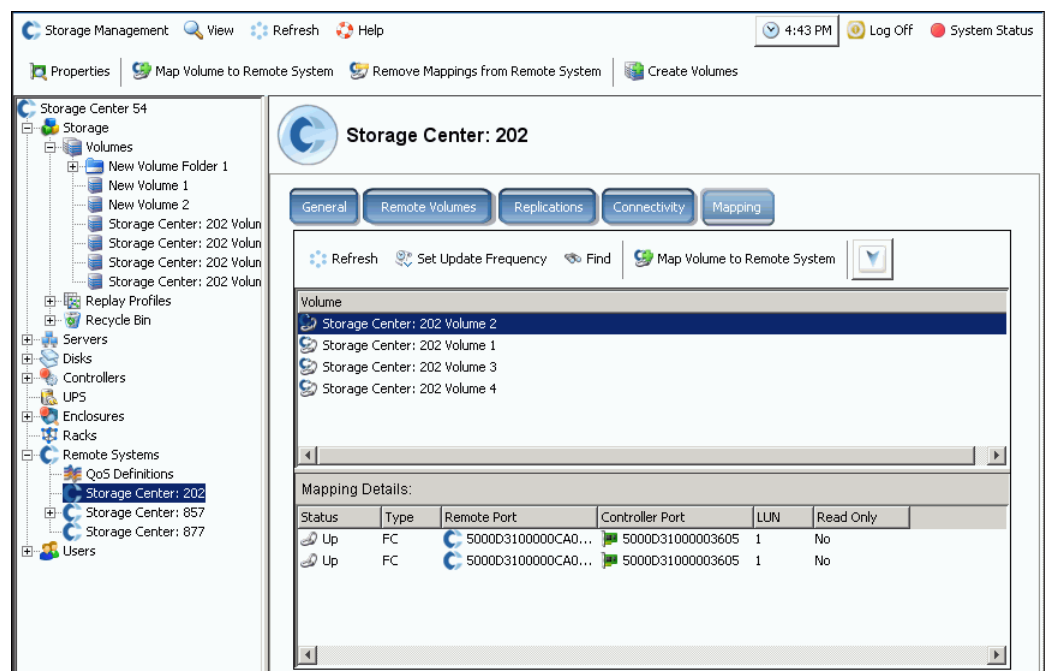 Storage Management View Refresh Help 4:43 PM Log Off System Status
Properties Map Volume to Remote System Remove Mappings from Remote System Create Volumes
Storage Center 54
Storage
Volumes
New Volume Folder 1
New Volume 1
New Volume 2
Storage Center: 202 Volun
Storage Center: 202 Volun
Storage Center: 202 Volun
Storage Center: 202 Volun
Replay Profiles
Recycle Bin
Servers
Disks
Controllers
UPS
Enclosures
Racks
Remote Systems
QoS Definitions
Storage Center: 202
Storage Center: 857
Storage Center: 877
Users
Storage Center: 202
General Remote Volumes Replications Connectivity Mapping
Refresh Set Update Frequency Find Map Volume to Remote System
Volume
Storage Center: 202 Volume 2
Storage Center: 202 Volume 1
Storage Center: 202 Volume 3
Storage Center: 202 Volume 4
Mapping Details:
Status Type Remote Port Controller Port LUN Read Only
Up FC 5000D3100000CA0... 5000D31000003605 1 No
Up FC 5000D3100000CA0... 5000D31000003605 1 No